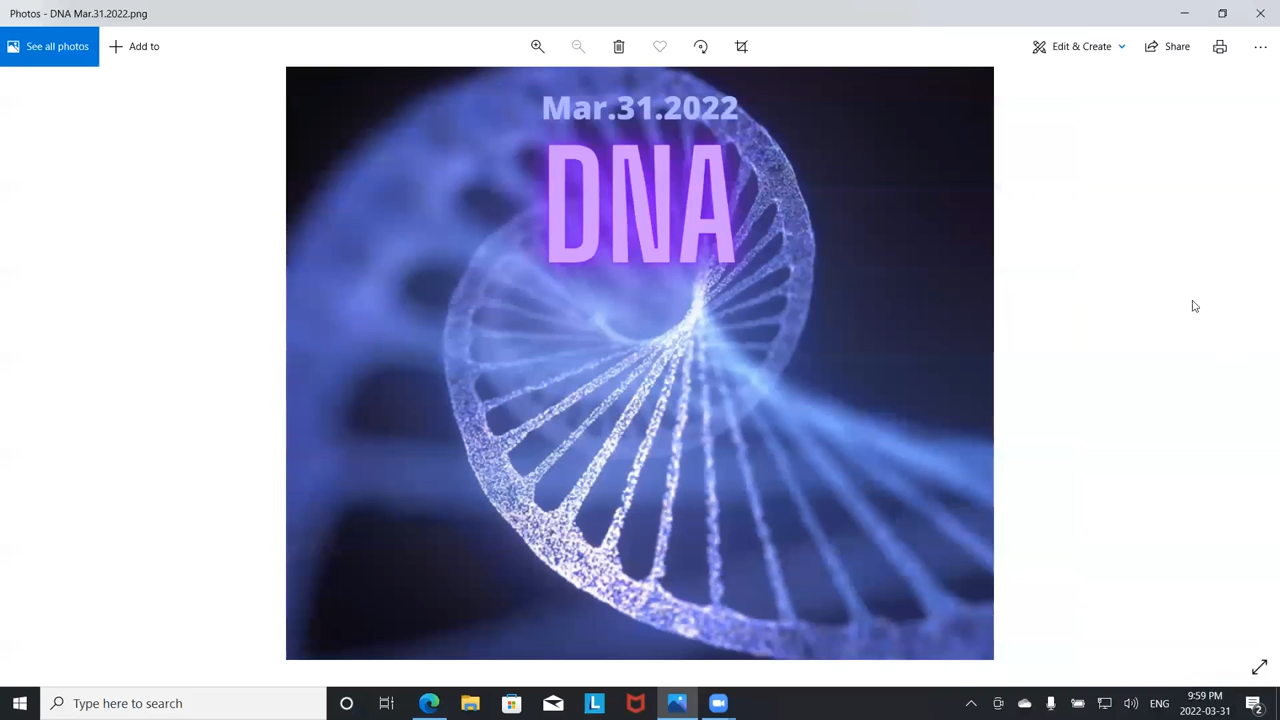 Photos - DNA Mar.31.2022.png
See all photos
Add to
Edit & Create
Share
Mar.31.2022
DNA
Type here to search
L
ENG
9:59 PM
2022-03-31
2